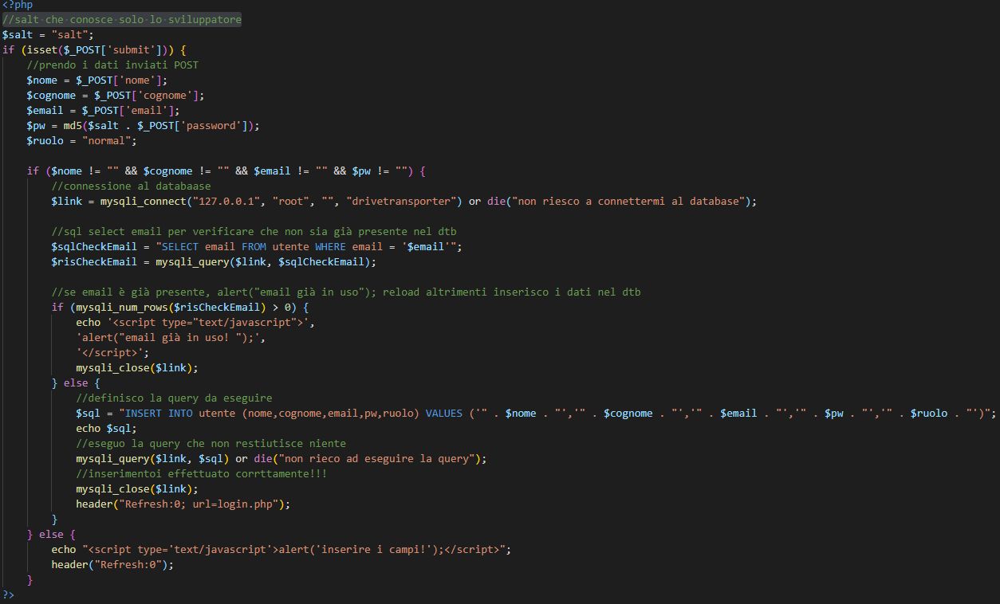 <?php
//salt che conosce solo lo sviluppatore
$salt = "salt";
if (isset($_POST['submit'])) {
    //prendo i dati inviati POST
    $nome = $_POST['nome'];
    $cognome = $_POST['cognome'];
    $email = $_POST['email'];
    $pw = md5($salt . $_POST['password']);
    $ruolo = "normal";

    if ($nome != "" && $cognome != "" && $email != "" && $pw != "") {
        //connessione al databaase
        $link = mysqli_connect("127.0.0.1", "root", "", "drivetransporter") or die("non riesco a connettermi al database");

        //sql select email per verificare che non sia già presente nel dtb
        $sqlCheckEmail = "SELECT email FROM utente WHERE email = '$email'";
        $risCheckEmail = mysqli_query($link, $sqlCheckEmail);

        //se email è già presente, alert("email già in uso"); reload altrimenti inserisco i dati nel dtb
        if (mysqli_num_rows($risCheckEmail) > 0) {
            echo '<script type="text/javascript">',
            'alert("email già in uso! ");',
            '</script>';
            mysqli_close($link);
        } else {
            //definisco la query da eseguire
            $sql = "INSERT INTO utente (nome,cognome,email,pw,ruolo) VALUES ('" . $nome . "','" . $cognome . "','" . $email . "','" . $pw . "','" . $ruolo . "')";
            echo $sql;
            //eseguo la query che non restiutisce niente
            mysqli_query($link, $sql) or die("non rieco ad eseguire la query");
            //inserimentoi effettuato corrttamente!!!
            mysqli_close($link);
            header("Refresh:0; url=login.php");
        }
    } else {
        echo "<script type='text/javascript'>alert('inserire i campi!');</script>";
        header("Refresh:0");
    }
?>